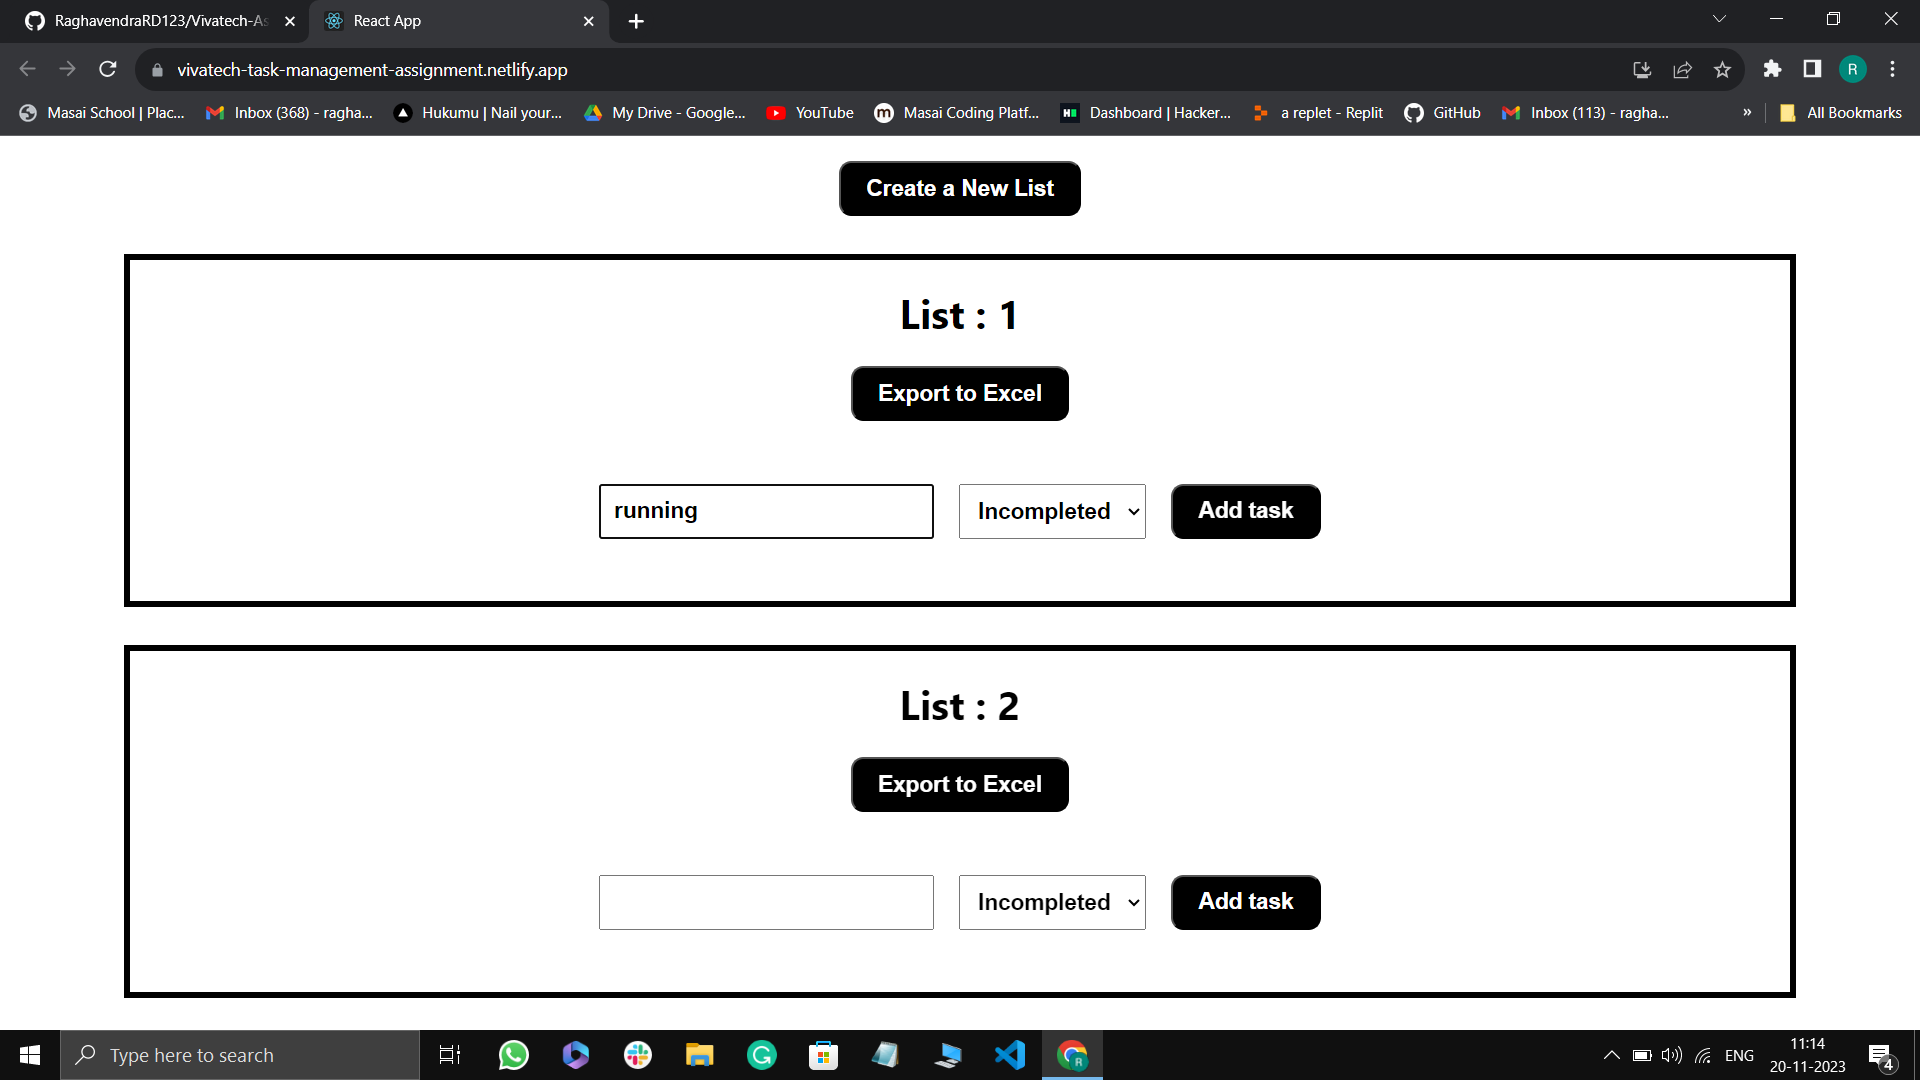 RaghavendraRD123/Vivatech-As
React App
vivatech-task-management-assignment.netlify.app
R
Masai School | Plac...
Inbox (368) - ragha...
Hukumu | Nail your...
My Drive - Google...
YouTube
m
Masai Coding Platf...
H
Dashboard | Hacker...
a replet - Replit
GitHub
Inbox (113) - ragha...
»
All Bookmarks
Create a New List
List : 1
Export to Excel
running
Incompleted
Add task
List : 2
Export to Excel
Incompleted
Add task
Type here to search
G
R
ENG
11:14
20-11-2023
4